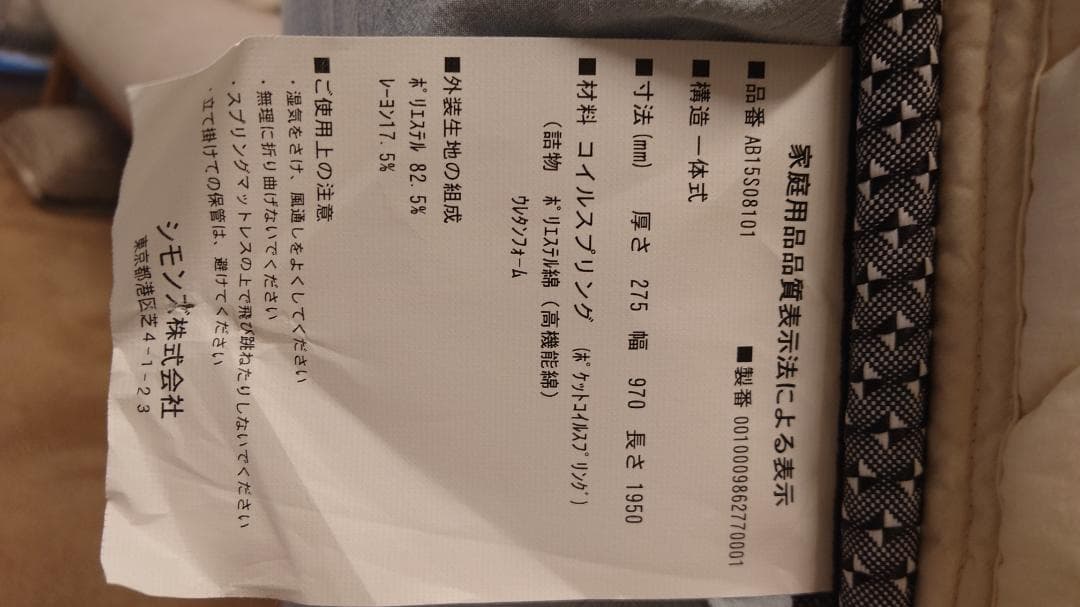 家庭用品品質表示法による表示
■品番 AB15S08101 ■製番 0010009862770001
■構造 一体式
■寸法(mm) 厚さ 275 幅 970 長さ 1950
■材料 コイルスプリング (ﾎﾟｹｯﾄｺｲﾙｽﾌﾟﾘﾝｸﾞ)
(詰物 ﾎﾟﾘｴｽﾃﾙ綿(高機能綿)
ｳﾚﾀﾝﾌｫｰﾑ
■外装生地の組成
ﾎﾟﾘｴｽﾃﾙ 82.5%
ﾚｰﾖﾝ17.5%
■ご使用上の注意
・湿気をさけ、風通しをよくしてください
・無理に折り曲げないでください
・スプリングマットレスの上で飛び跳ねたりしないでください
・立て掛けての保管は、避けてください
シモンズ株式会社
東京都港区芝4-1-23